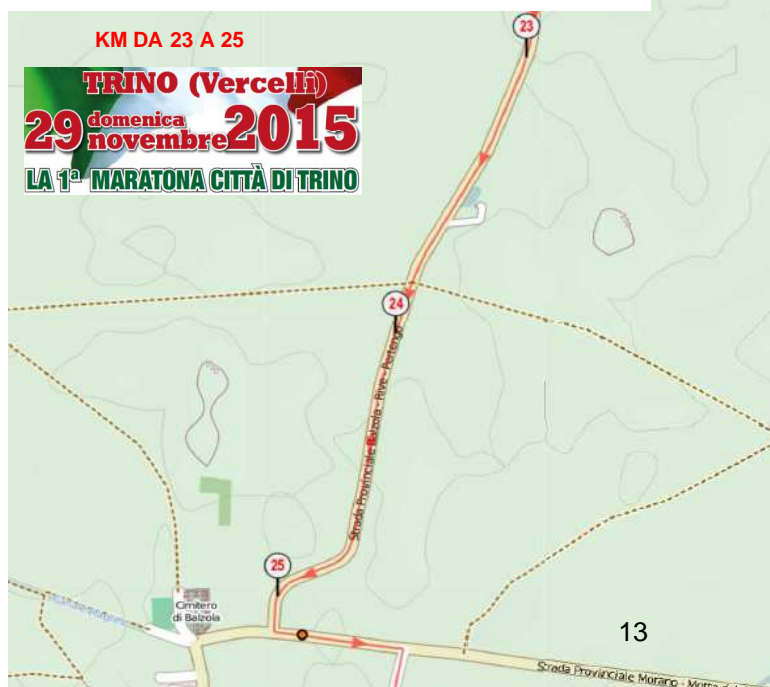 KM DA 23 A 25
TRINO (Vercelli)
29 domenica novembre 2015
LA 1ª MARATONA CITTÀ DI TRINO
23
24
Strada Provinciale Balzola - Rive - Pertengo
25
Cimitero
di Balzola
13
Strada Provinciale Morano - Motta